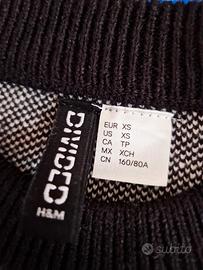 DIVIDED
H&M
EUR XS
US XS
CA TP
MX XCH
CN 160/80A
subito